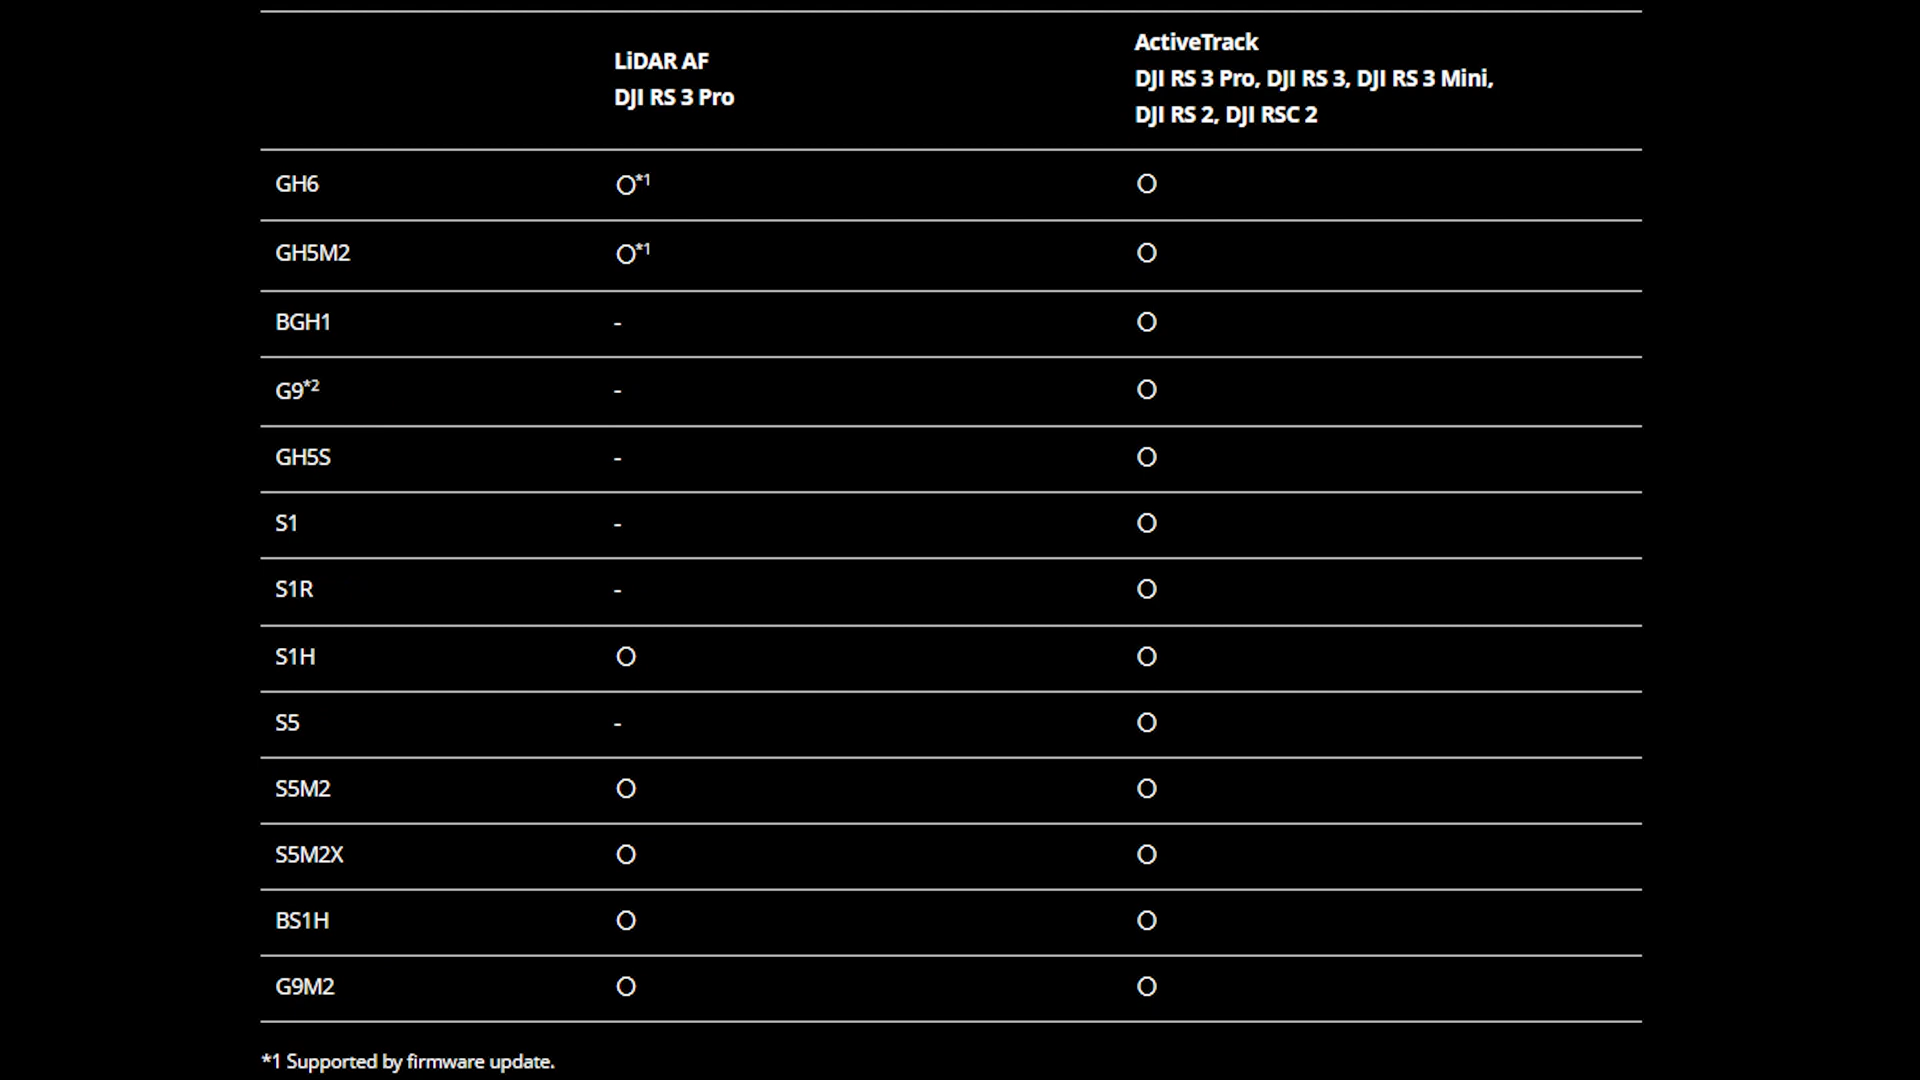 LiDAR AF
DJI RS 3 Pro
ActiveTrack
DJI RS 3 Pro, DJI RS 3, DJI RS 3 Mini,
DJI RS 2, DJI RSC 2
GH6 O*1 O
GH5M2 O*1 O
BGH1 - O
G9*2 - O
GH5S - O
S1 - O
S1R - O
S1H O O
S5 - O
S5M2 O O
S5M2X O O
BS1H O O
G9M2 O O
*1 Supported by firmware update.